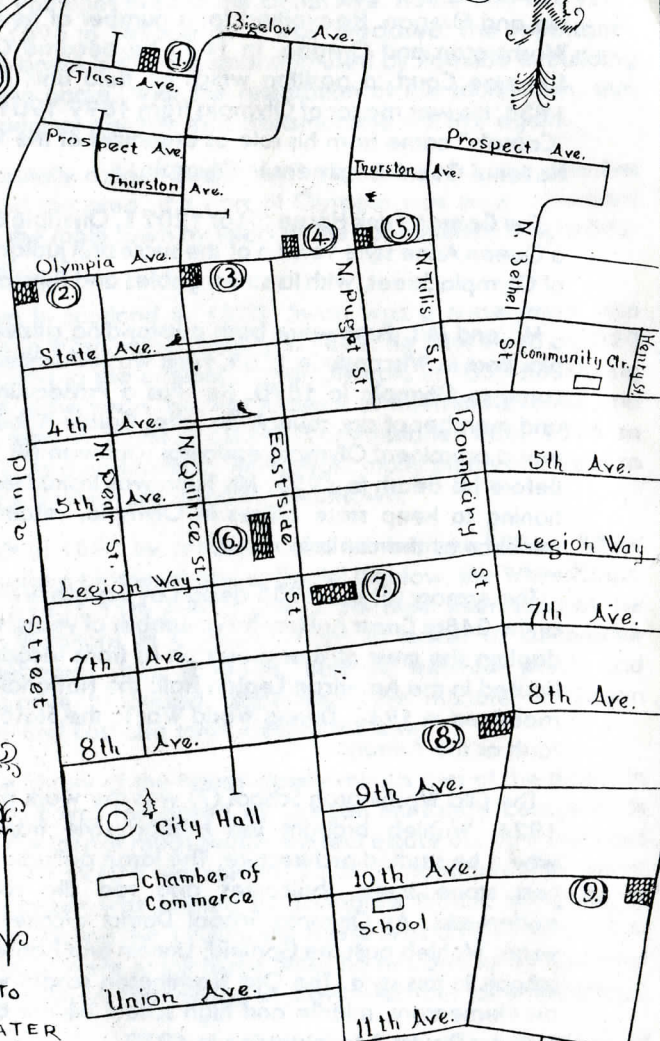 Bigelow Ave.
①
Glass Ave.
Prospect Ave
Prospect Ave.
Thurston Ave.
Thurston Ave.
④ ⑤
Olympia Ave.
② ③
N Puget St.
N Ellis St.
N Bethel St.
State Ave.
Community Ctr.
Henry St
4th Ave.
Plum Street
N Pear St
N Quince St.
Eastside St.
Boundary St
5th Ave.
5th Ave.
⑥
Legion Way
Legion Way.
⑦
7th Ave.
7th Ave.
8th Ave.
8th Ave.
⑧
9th Ave.
City Hall
Chamber of
Commerce
10th Ave.
⑨
School
Union Ave.
11th Ave.
TO
ATER